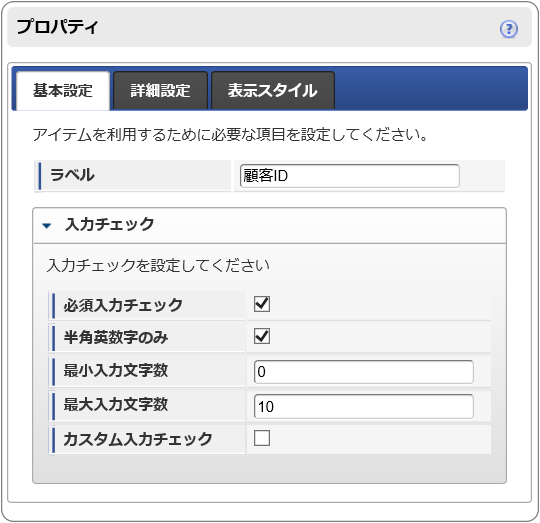 プロパティ
?
基本設定 詳細設定 表示スタイル
アイテムを利用するために必要な項目を設定してください。
ラベル 顧客ID
入力チェック
入力チェックを設定してください
必須入力チェック
半角英数字のみ
最小入力文字数 0
最大入力文字数 10
カスタム入力チェック